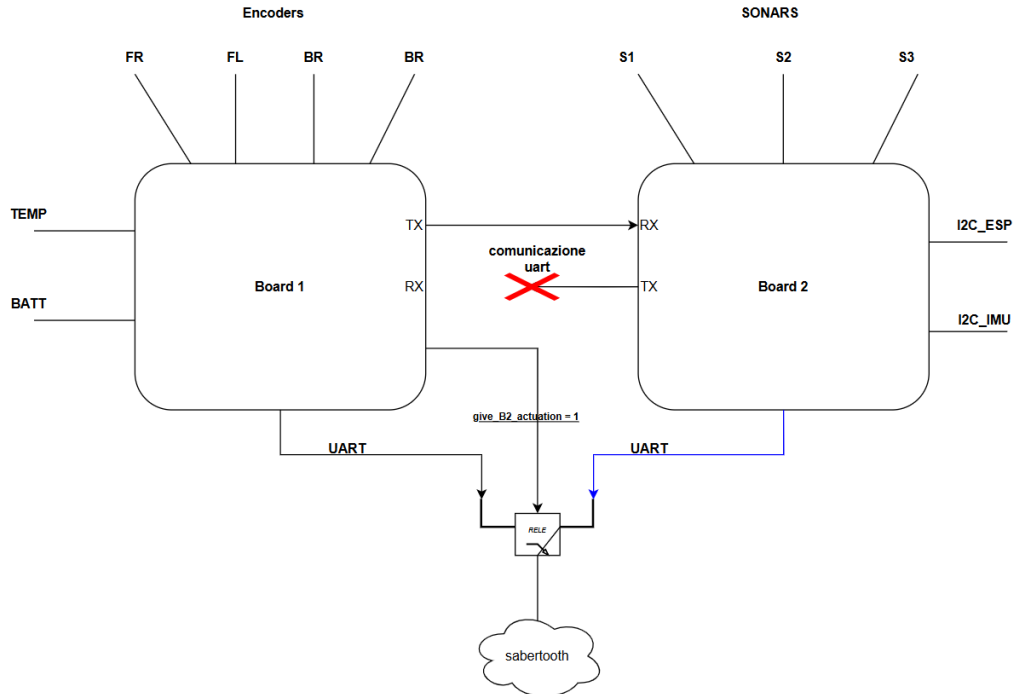 Encoders
SONARS
FR
FL
BR
BR
S1
S2
S3
TEMP
BATT
TX
RX
Board 1
comunicazione
uart
RX
TX
Board 2
I2C_ESP
I2C_IMU
give_B2_actuation = 1
UART
UART
RELE
sabertooth